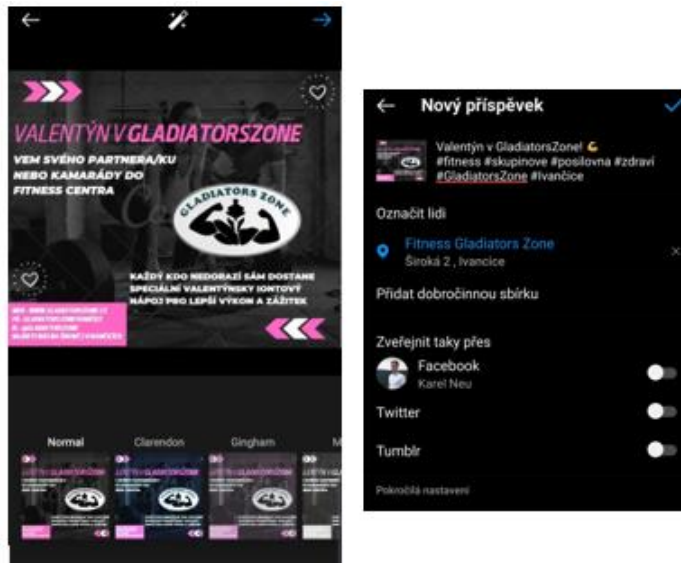 VALENTÝN V GLADIATORSZONE
VEM SVÉHO PARTNERA/KU
NEBO KAMARÁDY DO
FITNESS CENTRA
GLADIATORS ZONE
KAŽDÝ KDO NEDORAZÍ SÁM DOSTANE
SPECIÁLNÍ VALENTÝNSKY IONTOVÝ
NÁPOJ PRO LEPŠÍ VÝKON A ZÁŽITEK
Normal
Clarendon
Gingham
M
Nový příspěvek
Valentýn v GladiatorsZone! 💪
#fitness #skupinove #posilovna #zdraví
#GladiatorsZone #Ivančice
Označit lidi
Fitness Gladiators Zone
Široká 2 , Ivancice
Přidat dobročinnou sbírku
Zveřejnit taky přes
Facebook
Karel Neu
Twitter
Tumblr
Pokročilá nastavení